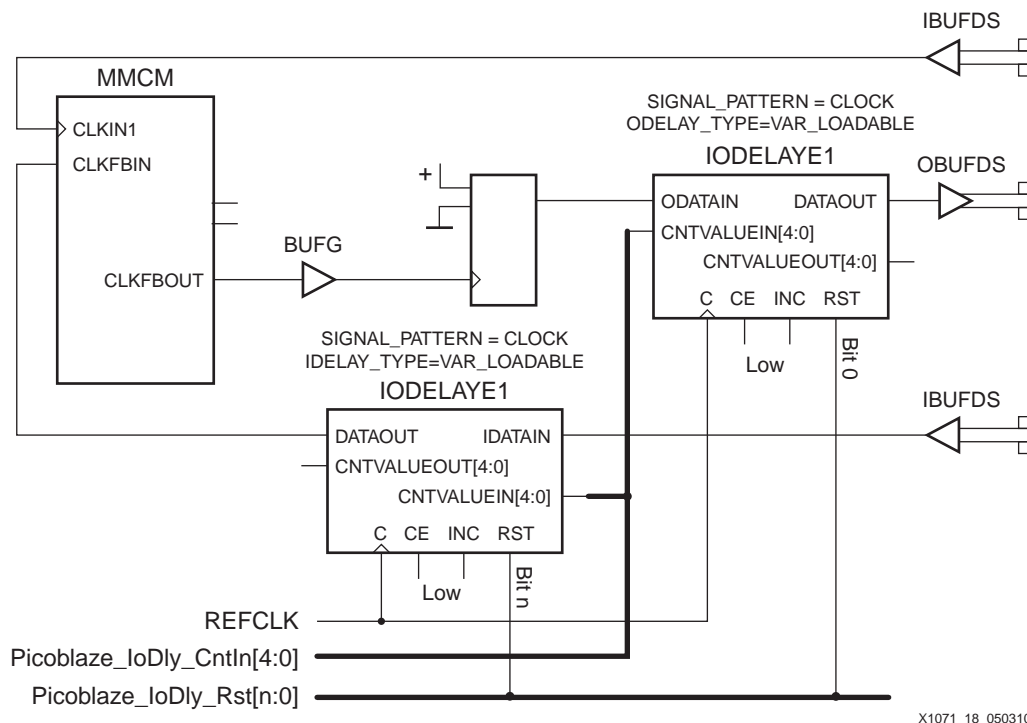 IBUFDS
MMCM
SIGNAL_PATTERN = CLOCK
ODELAY_TYPE=VAR_LOADABLE
IODELAYE1
CLKIN1
CLKFBIN
OBUFDS
+
ODATAIN DATAOUT
CNTVALUEIN[4:0]
BUFG
CNTVALUEOUT[4:0]
CLKFBOUT
C CE INC RST
SIGNAL_PATTERN = CLOCK
IDELAY_TYPE=VAR_LOADABLE
Low
Bit 0
IODELAYE1
IBUFDS
DATAOUT IDATAIN
CNTVALUEOUT[4:0]
CNTVALUEIN[4:0]
C CE INC RST
Low
Bit n
REFCLK
Picoblaze_IoDly_CntIn[4:0]
Picoblaze_IoDly_Rst[n:0]
X1071_18_050310